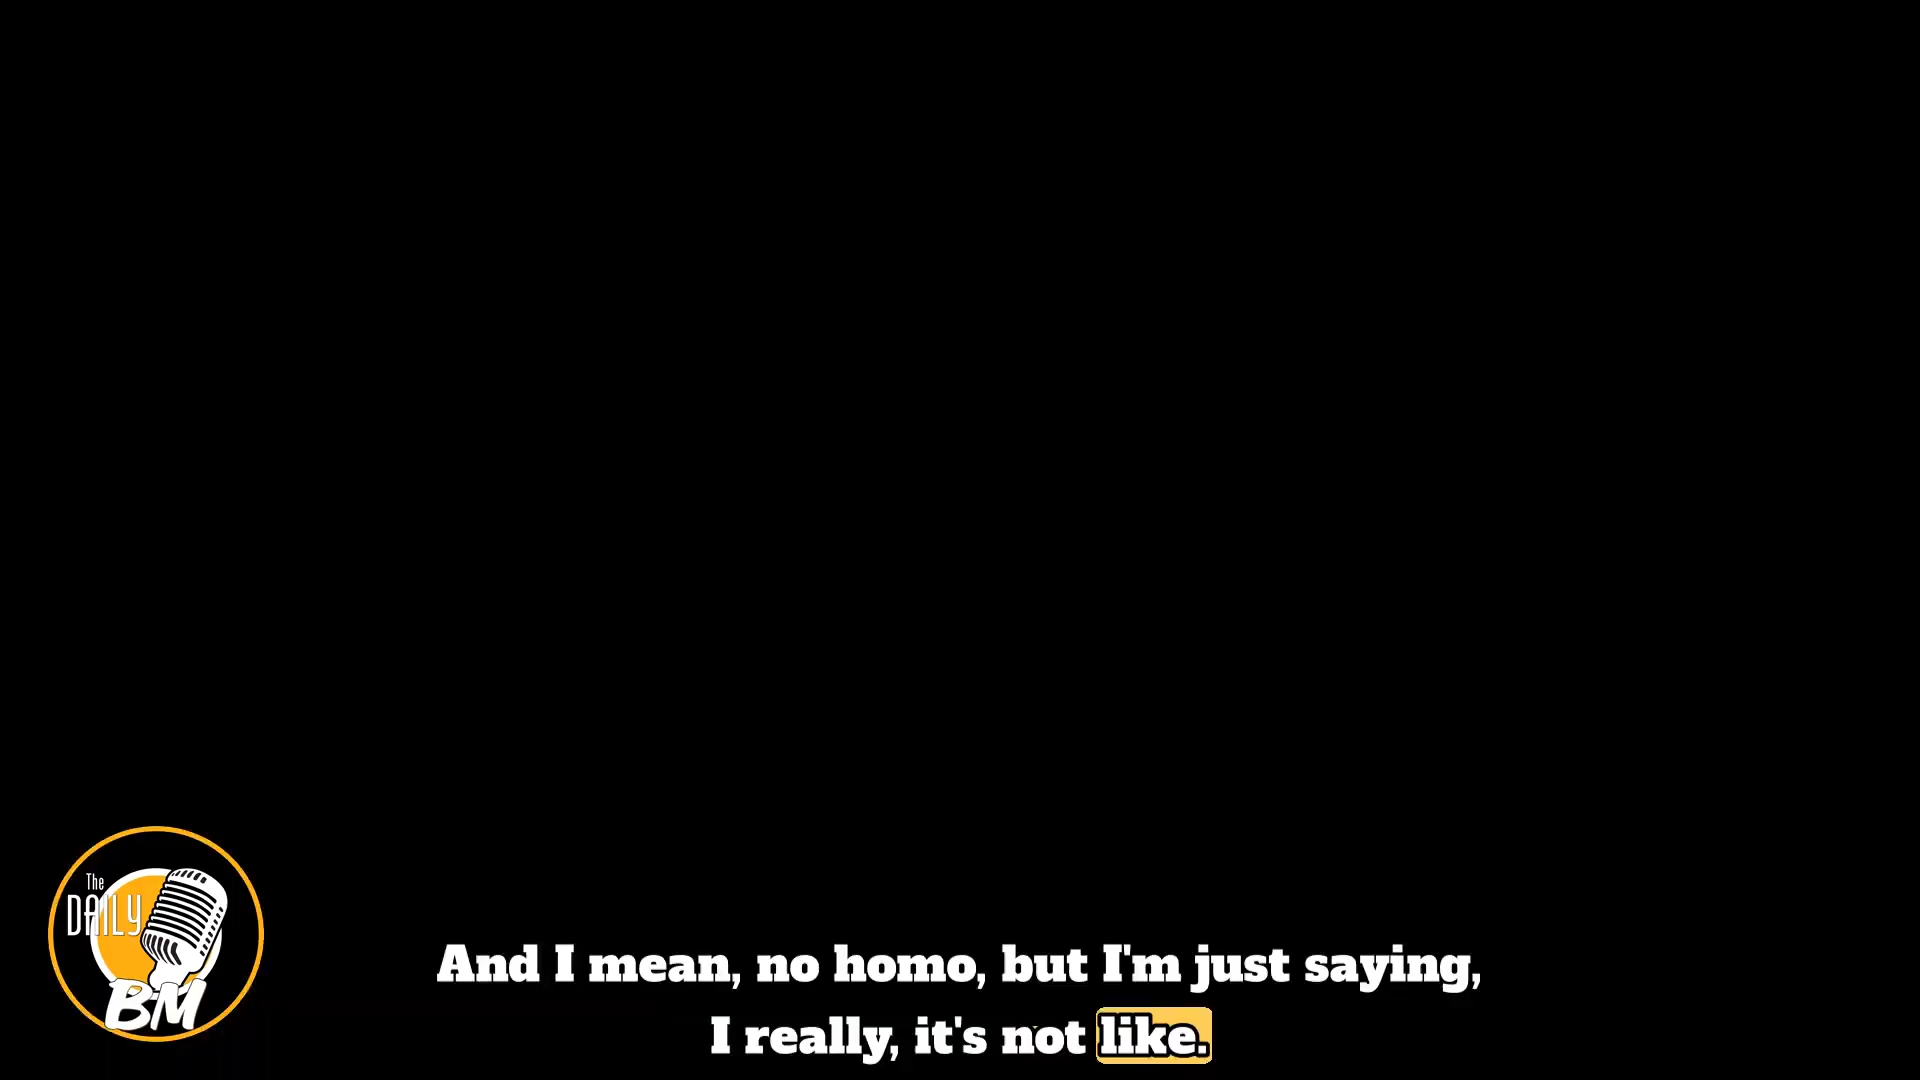 The
DAILY
BM
And I mean, no homo, but I'm just saying,
I really, it's not like.